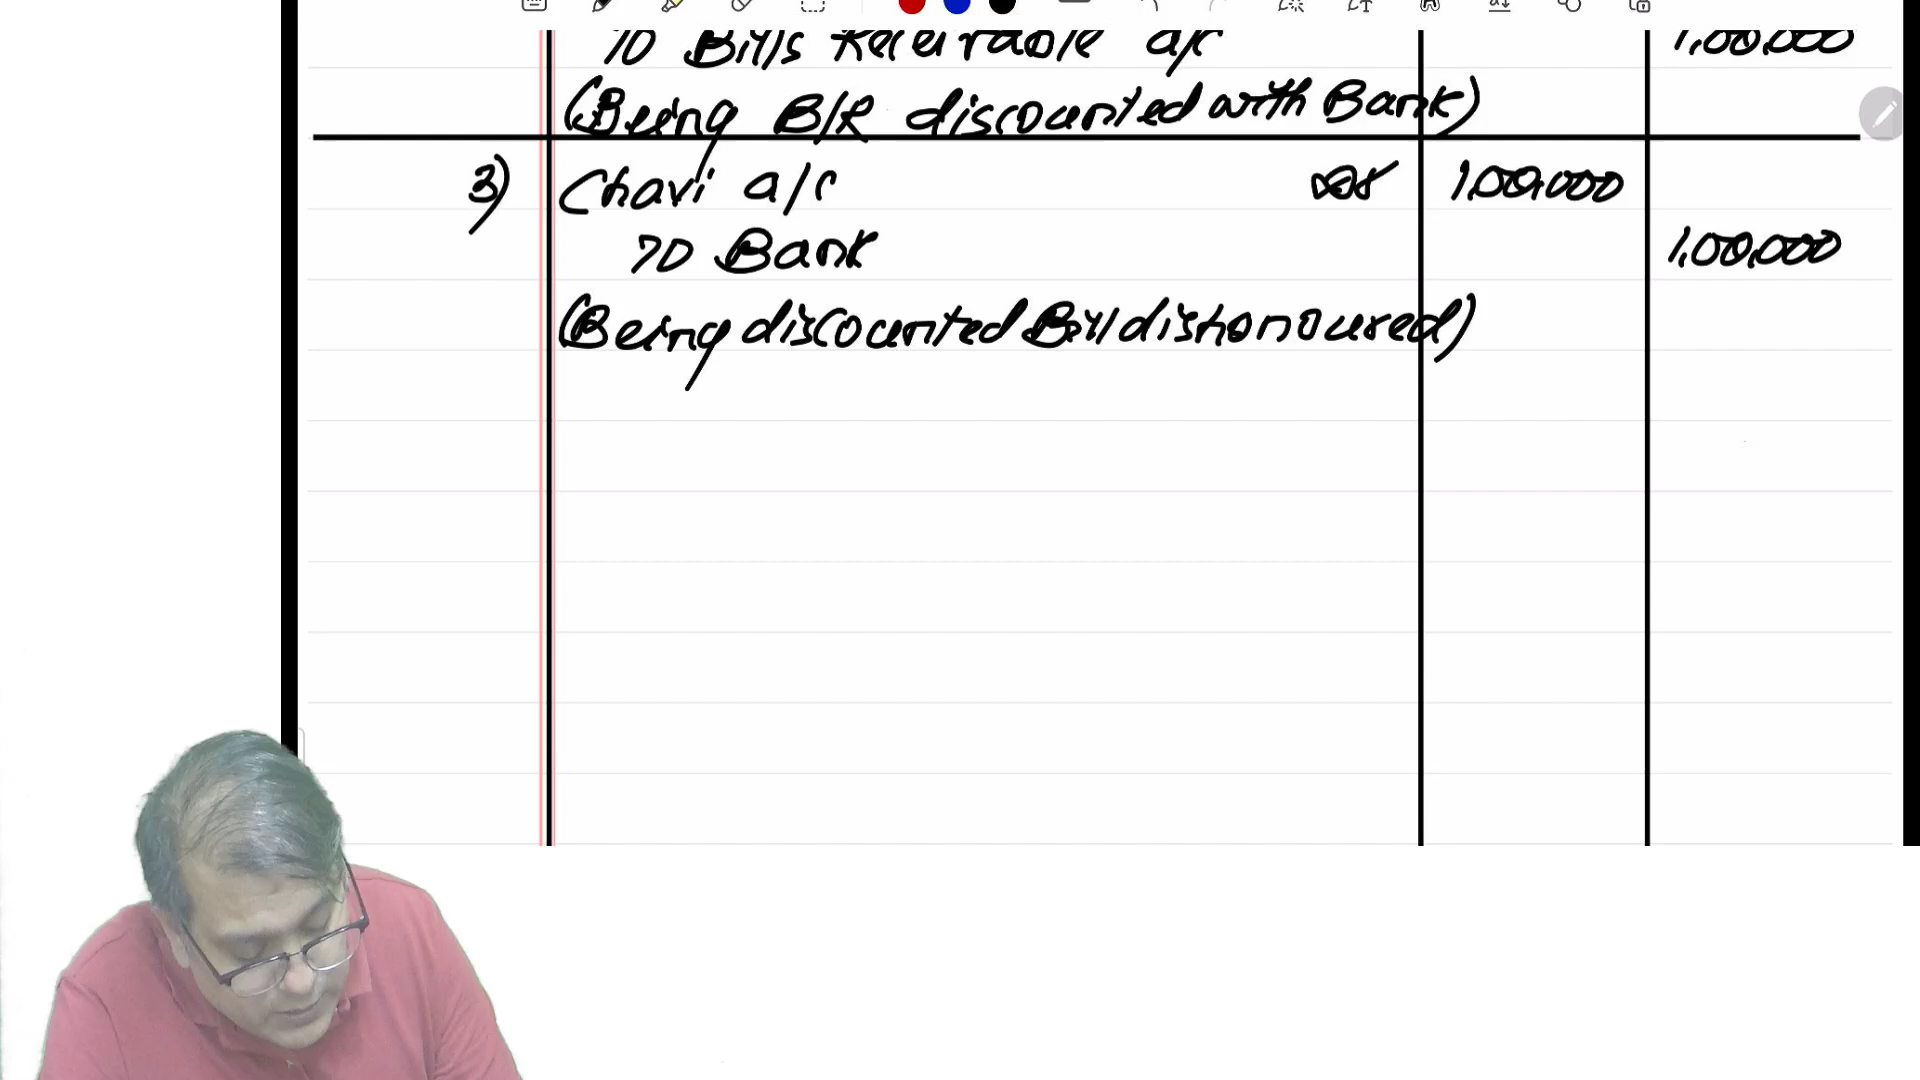 To Bills Receivable a/c 1,00,000
(Being B/R discounted with Bank)
3) Chavi a/c Dr 1,00,000
To Bank 1,00,000
(Being discounted Bill dishonoured)